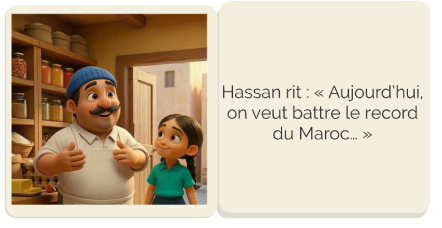 Hassan rit : « Aujourd'hui,
on veut battre le record
du Maroc... »